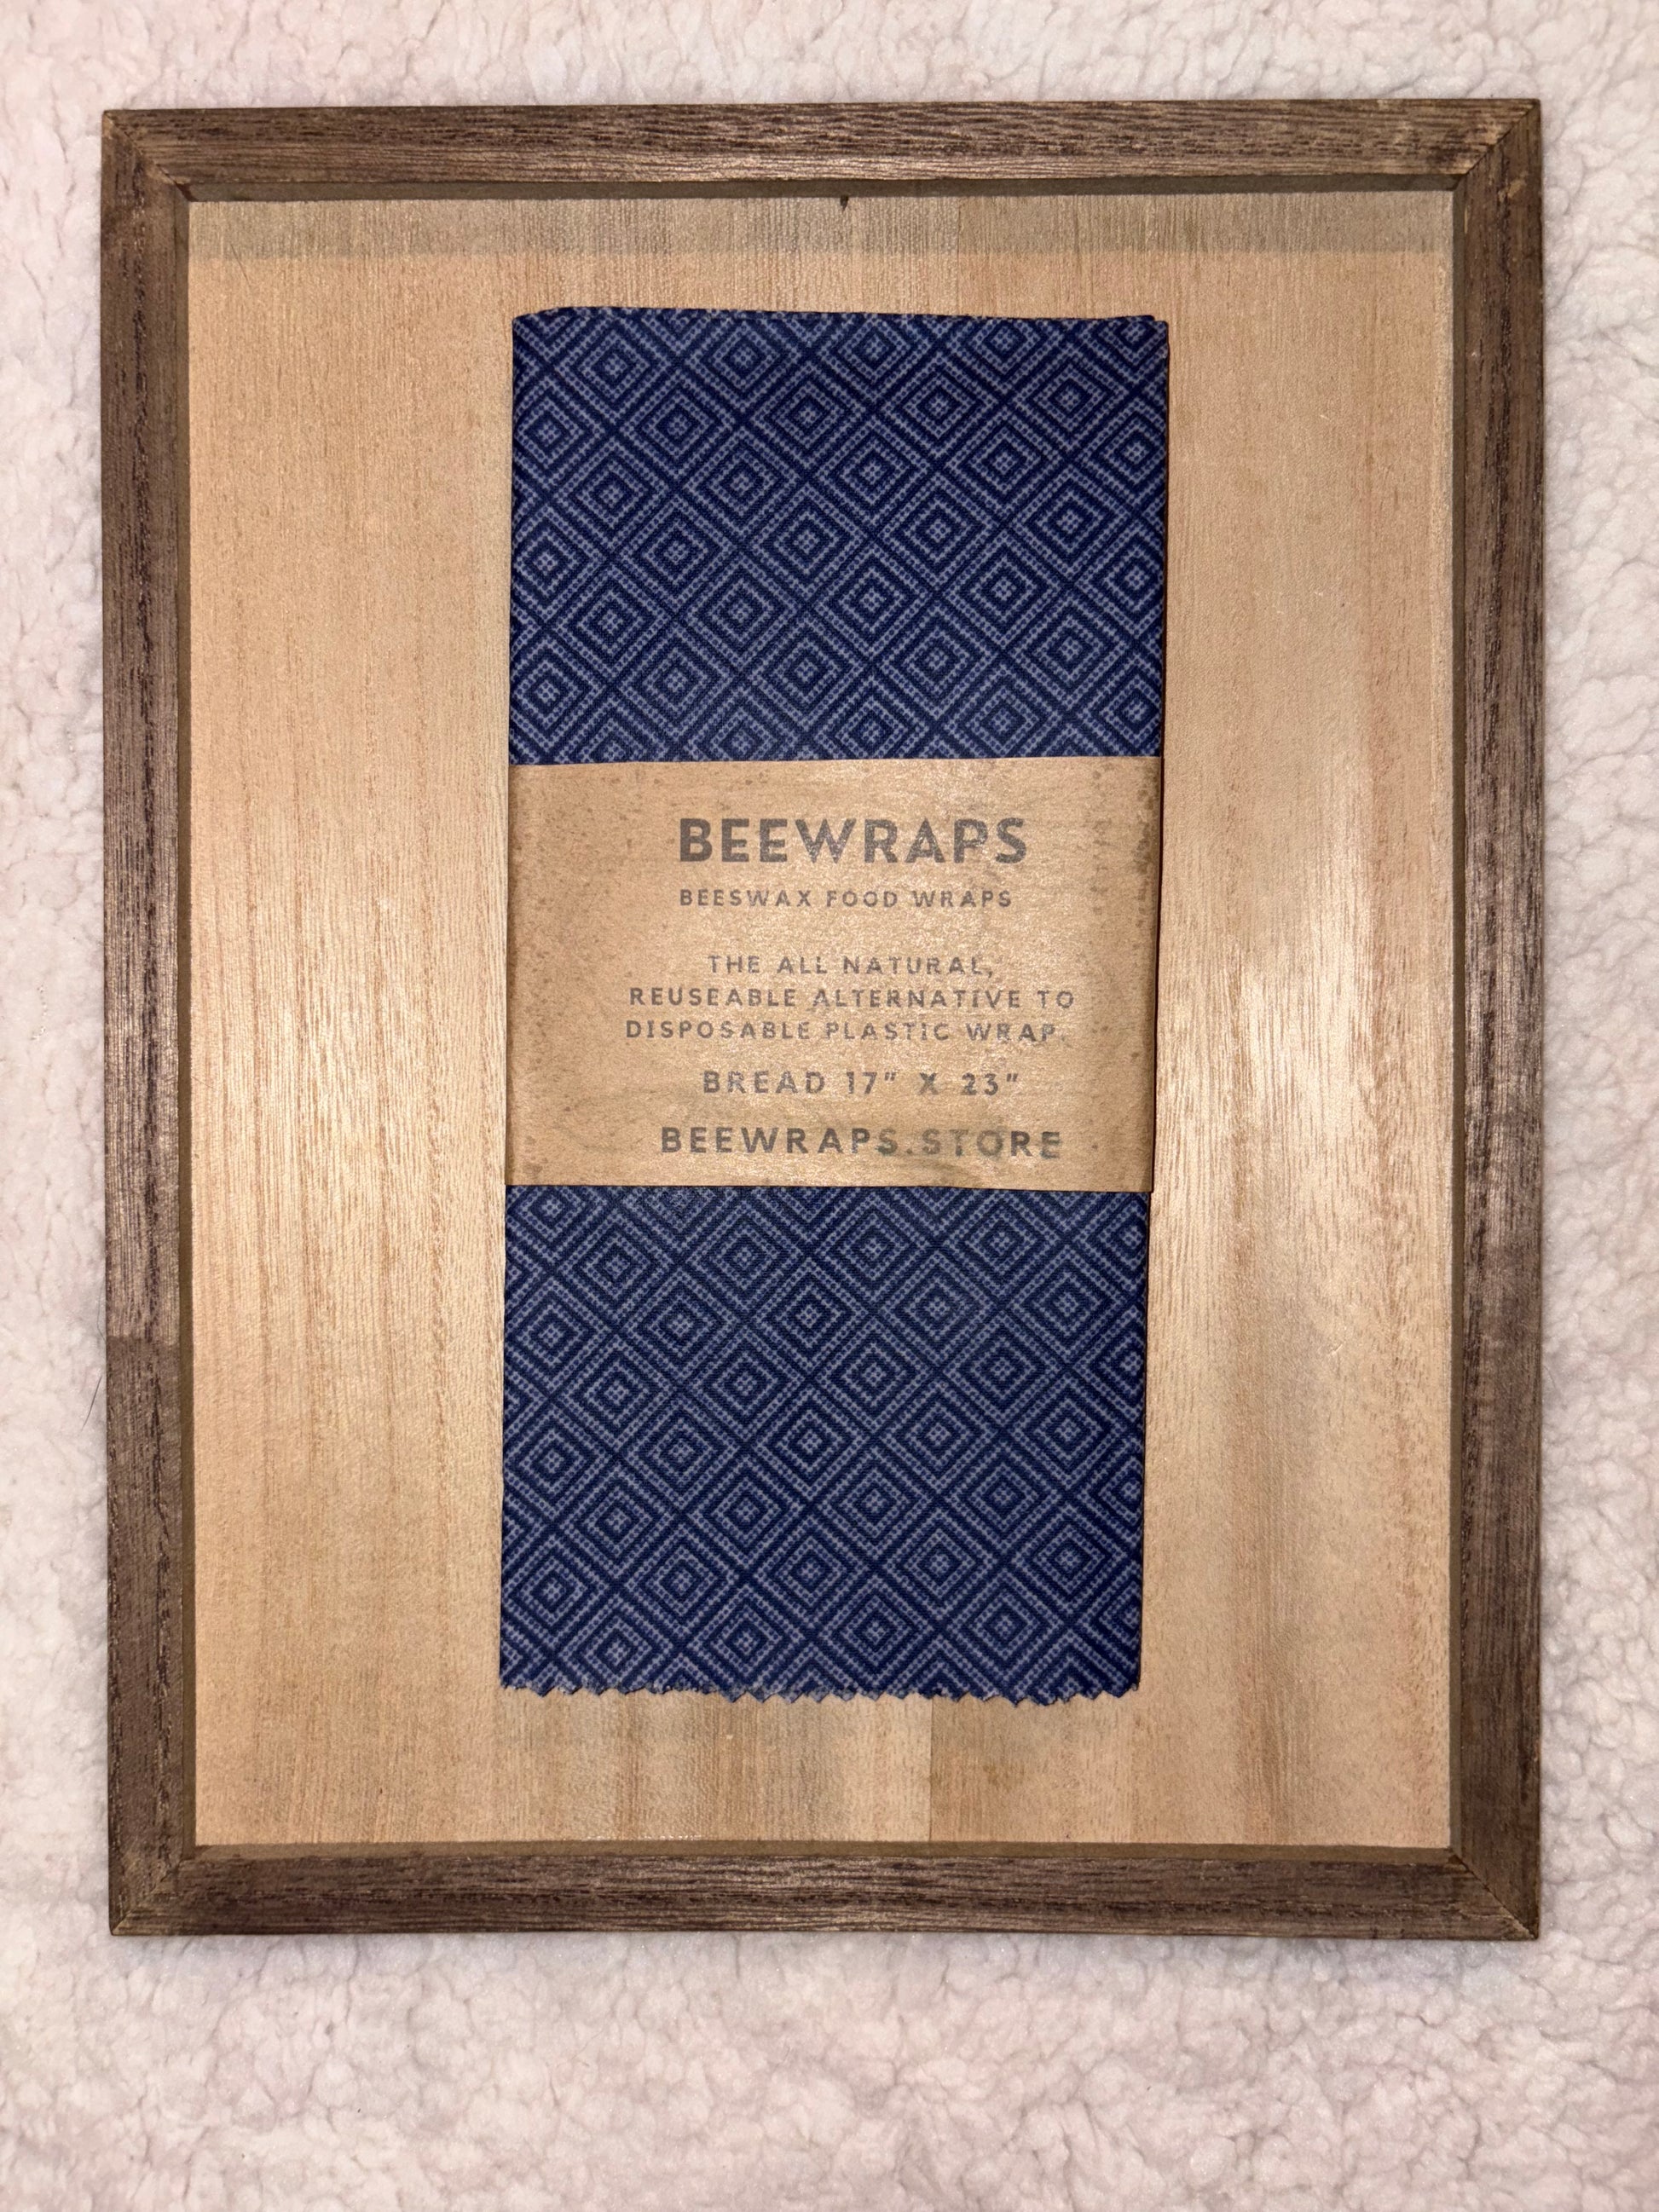 BEEWRAPS
BEESWAX FOOD WRAPS
THE ALL NATURAL,
REUSEABLE ALTERNATIVE TO
DISPOSABLE PLASTIC WRAP.
BREAD 17" X 23"
BEEWRAPS.STORE